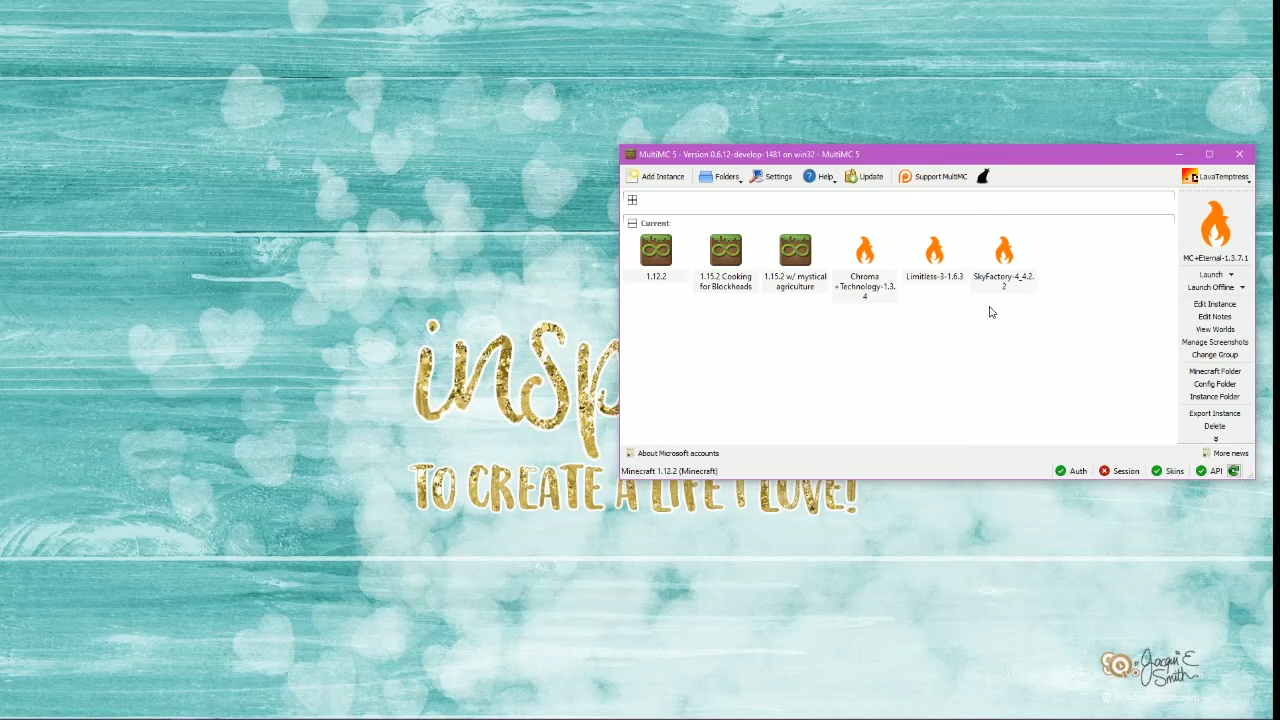 MultiMC 5 - Version 0.6.12-develop-1481 on win32 - MultiMC 5
Add Instance Folders Settings Help Update Support MultiMC LavaTemptress
Current
1.12.2
1.15.2 Cooking
for Blockheads
1.15.2 w/ mystical
agriculture
Chroma
+Technology-1.3.
4
Limitless-3-1.6.3
SkyFactory-4_4.2.
2
MC+Eternal-1.3.7.1
Launch
Launch Offline
Edit Instance
Edit Notes
View Worlds
Manage Screenshots
Change Group
Minecraft Folder
Config Folder
Instance Folder
Export Instance
Delete
About Microsoft accounts
More news
Minecraft 1.12.2 (Minecraft)
Auth Session Skins API
insp
TO CREATE A LIFE I LOVE!
Jacqui E
Smith